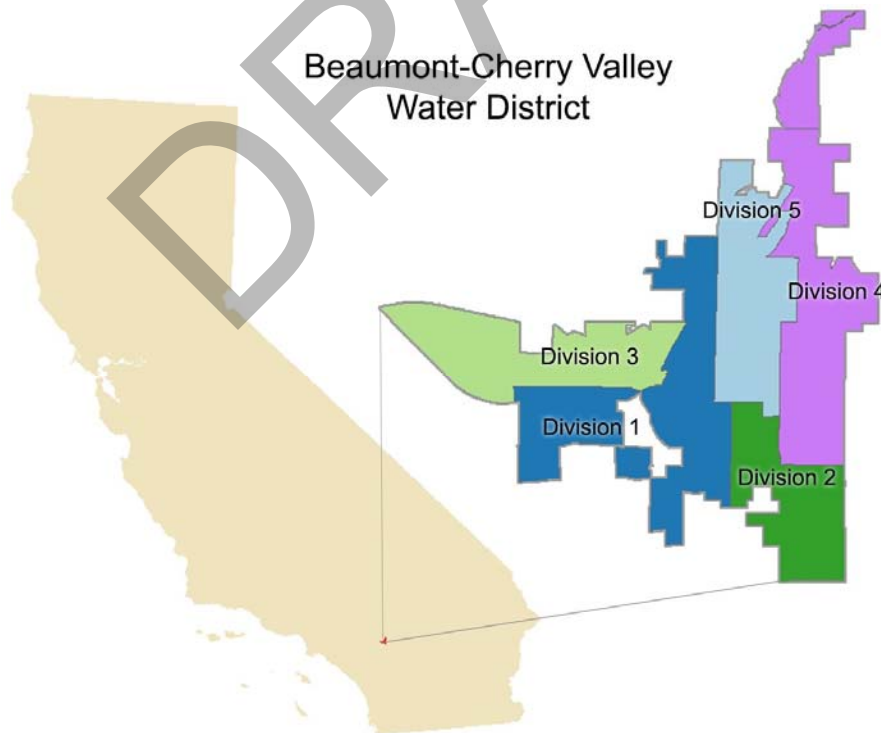 Beaumont-Cherry Valley
Water District
Division 5
Division 4
Division 3
Division 1
Division 2